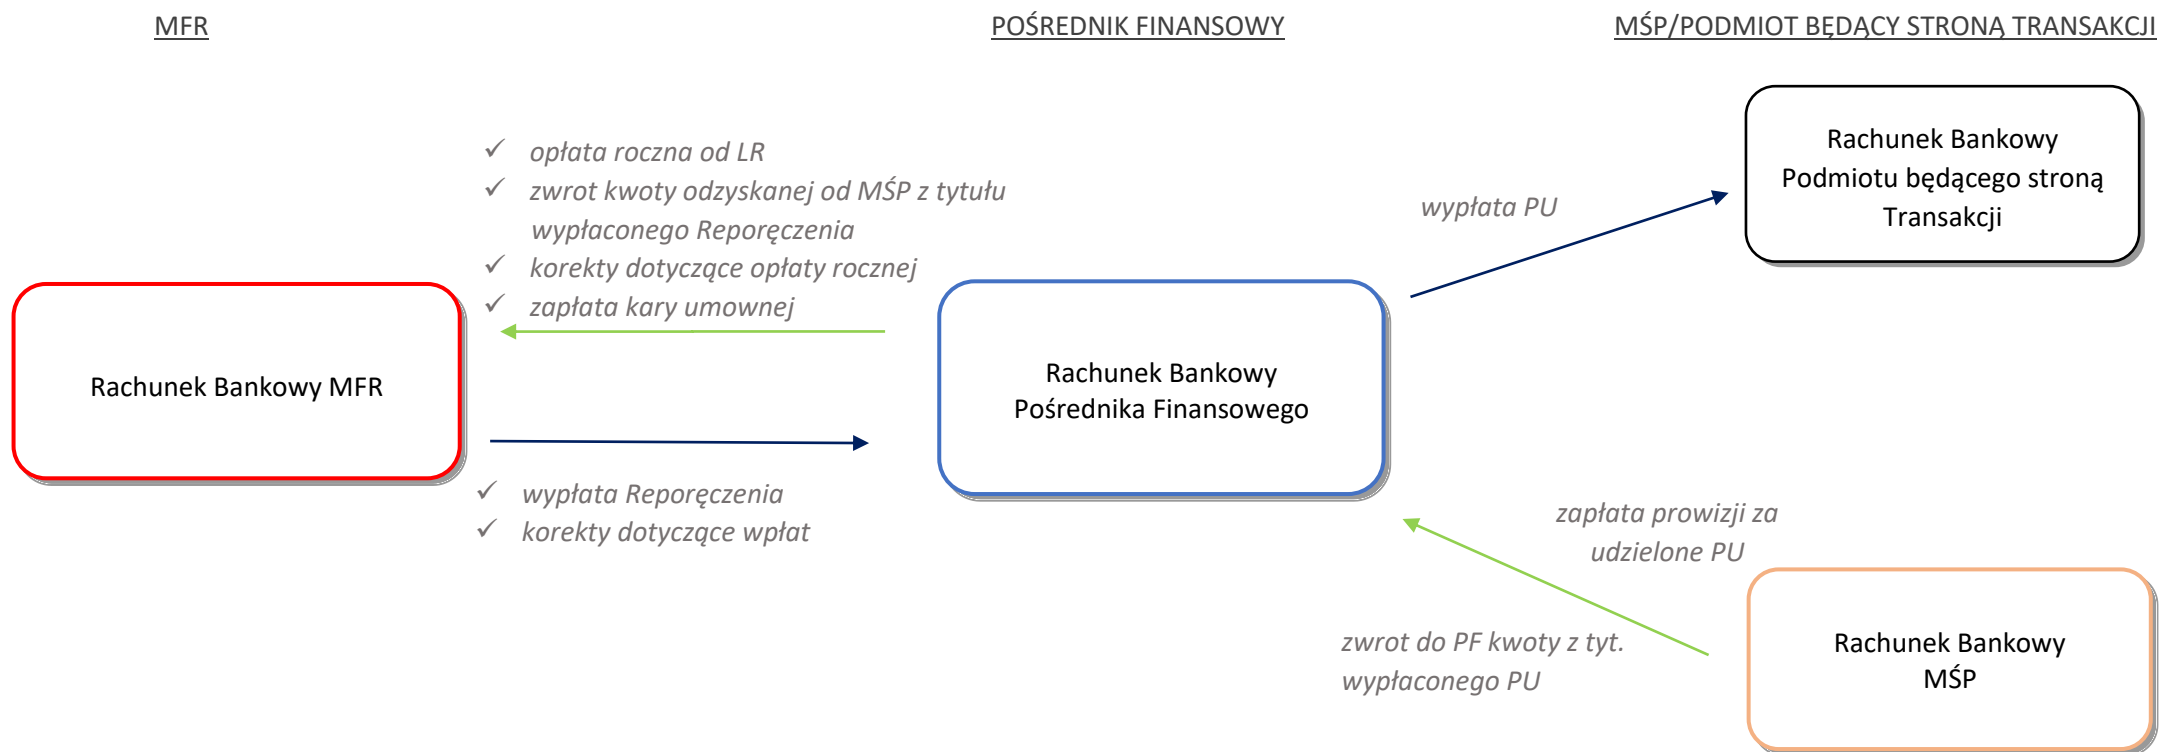 MFR
POŚREDNIK FINANSOWY
MŚP/PODMIOT BĘDĄCY STRONĄ TRANSAKCJI
✓ opłata roczna od LR
✓ zwrot kwoty odzyskanej od MŚP z tytułu
wypłaconego Reporęczenia
✓ korekty dotyczące opłaty rocznej
✓ zapłata kary umownej
wypłata PU
Rachunek Bankowy
Podmiotu będącego stroną
Transakcji
Rachunek Bankowy MFR
Rachunek Bankowy
Pośrednika Finansowego
✓ wypłata Reporęczenia
✓ korekty dotyczące wpłat
zapłata prowizji za
udzielone PU
zwrot do PF kwoty z tyt.
wypłaconego PU
Rachunek Bankowy
MŚP